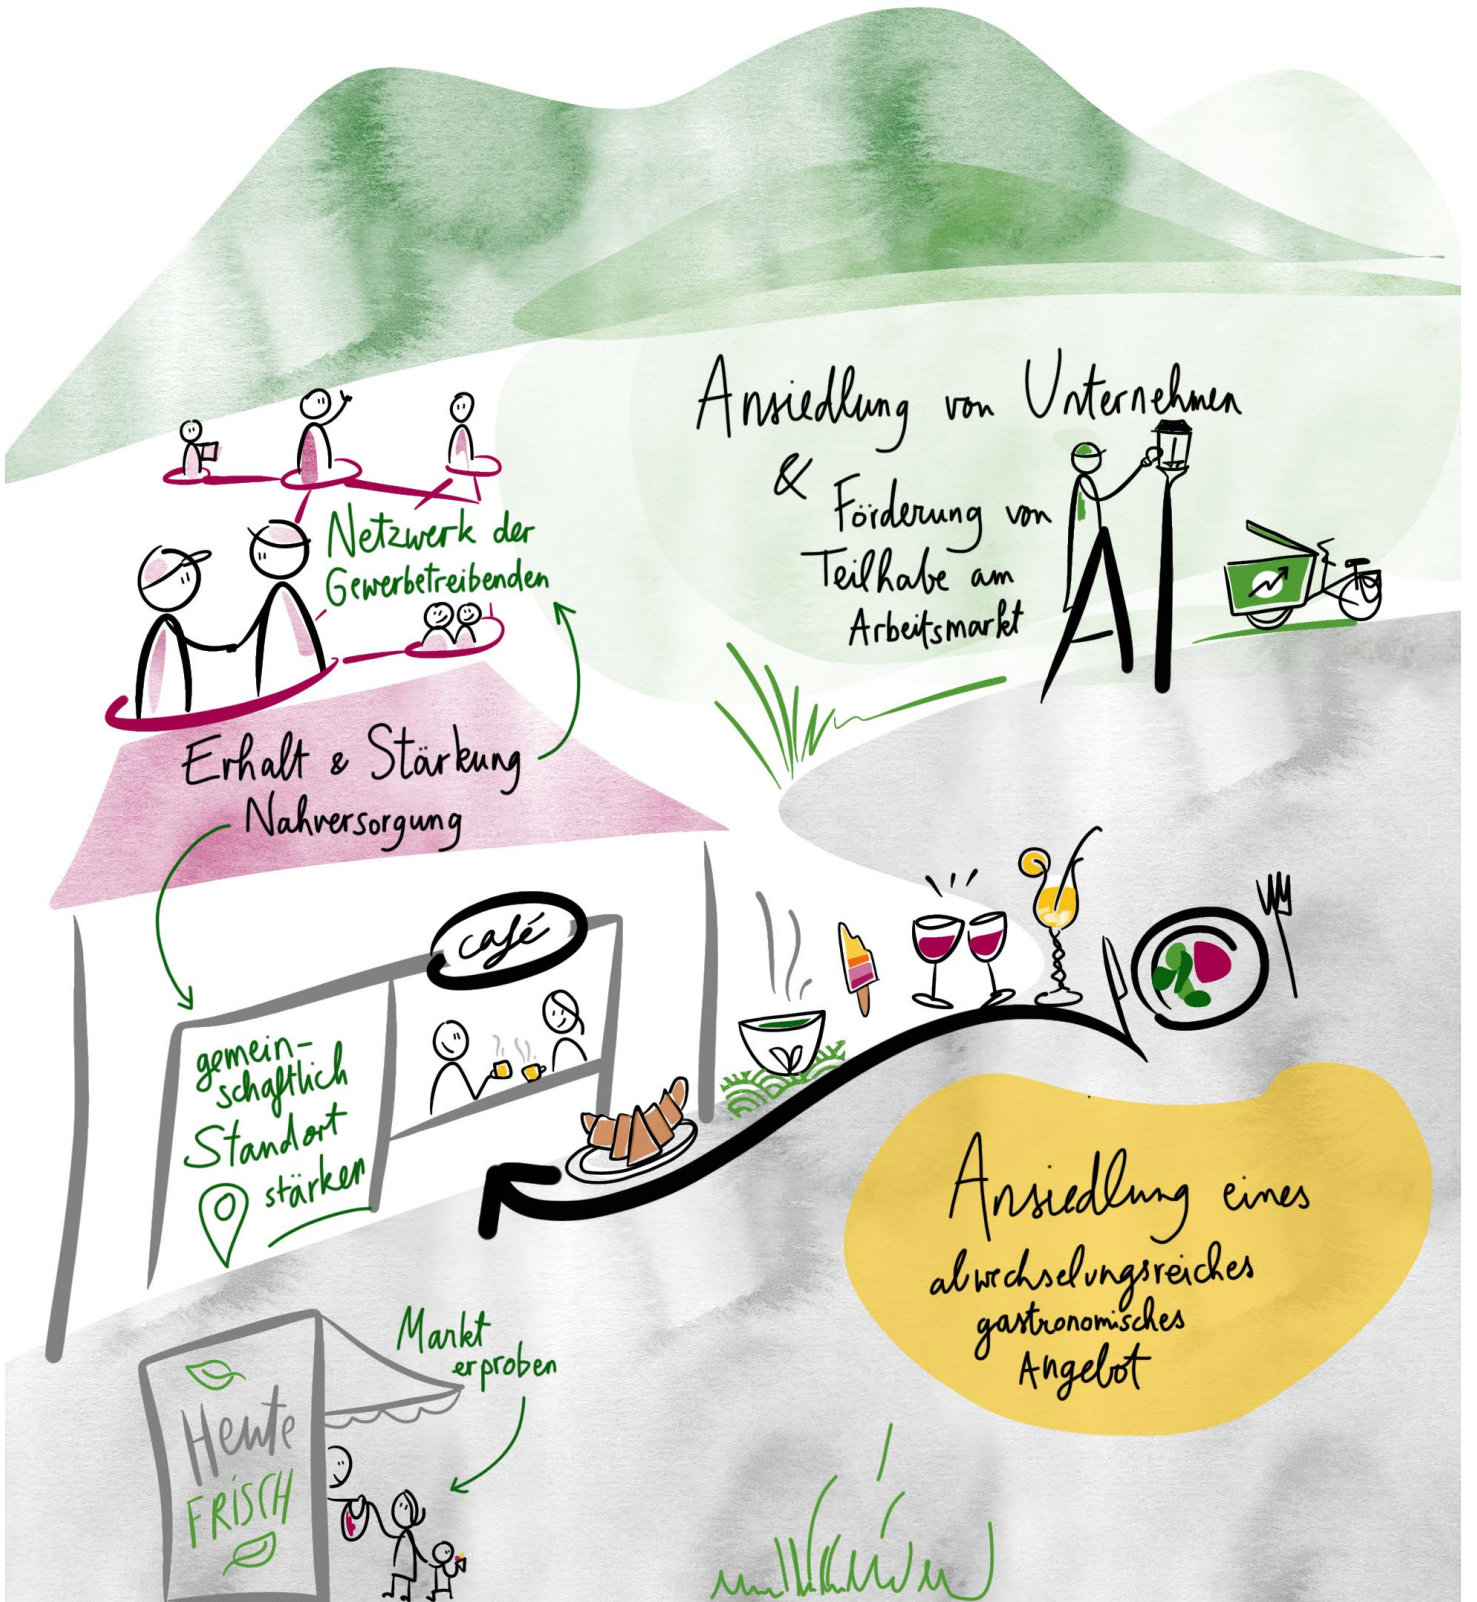 Ansiedlung von Unternehmen
&
Förderung von
Teilhabe am
Arbeitsmarkt
Netzwerk der
Gewerbetreibenden
Erhalt & Stärkung
Nahversorgung
café
gemein-
schaftlich
Standort
stärken
Ansiedlung eines
abwechselungsreiches
gastronomisches
Angebot
Markt
erproben
Heute
FRISCH